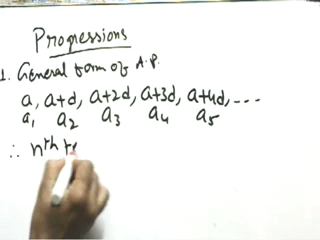 Progressions
1. General form of A.P.
a, a+d, a+2d, a+3d, a+4d, ---
a₁ a₂ a₃ a₄ a₅
∴ nᵗʰ